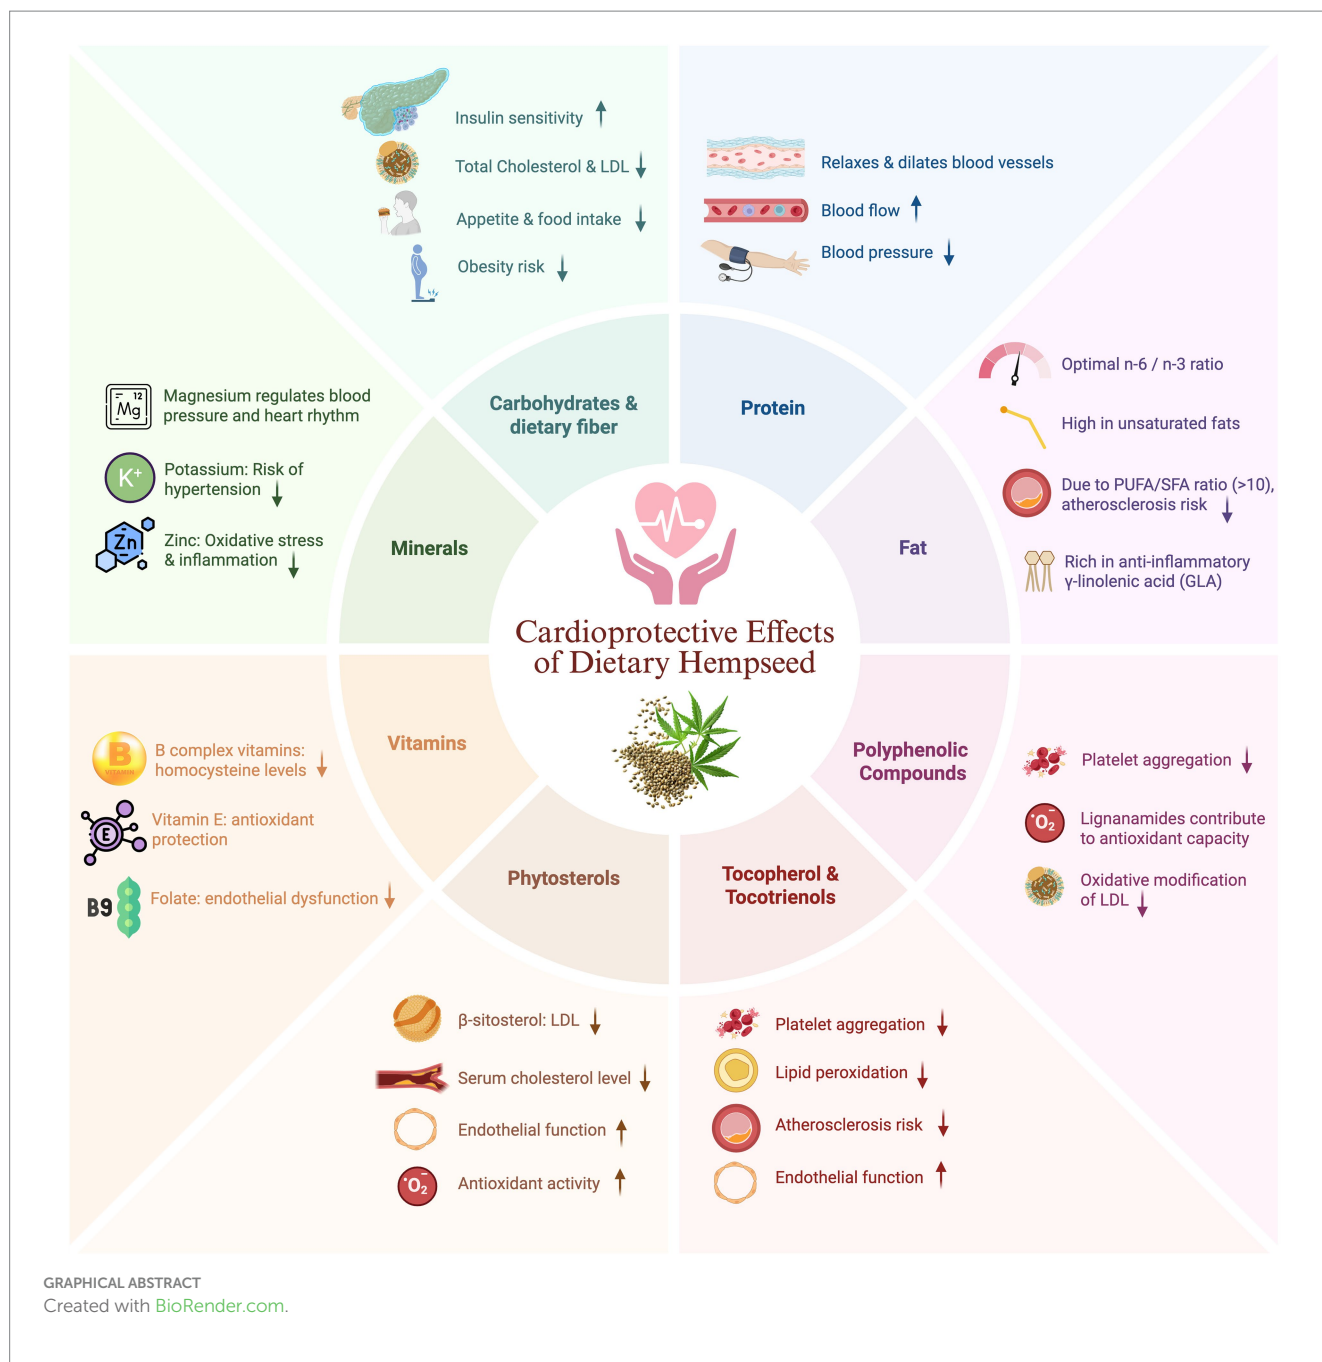 Insulin sensitivity
Total Cholesterol & LDL
Appetite & food intake
Obesity risk
Relaxes & dilates blood vessels
Blood flow
Blood pressure
Optimal n-6 / n-3 ratio
High in unsaturated fats
Due to PUFA/SFA ratio (>10),
atherosclerosis risk
Rich in anti-inflammatory
γ-linolenic acid (GLA)
12
Mg
Magnesium regulates blood
pressure and heart rhythm
K+
Potassium: Risk of
hypertension
Zn
Zinc: Oxidative stress
& inflammation
Carbohydrates &
dietary fiber
Protein
Minerals
Fat
Cardioprotective Effects
of Dietary Hempseed
Vitamins
Polyphenolic
Compounds
Phytosterols
Tocopherol &
Tocotrienols
B
VITAMIN
B complex vitamins:
homocysteine levels
E
Vitamin E: antioxidant
protection
B9
Folate: endothelial dysfunction
Platelet aggregation
•O₂⁻
Lignanamides contribute
to antioxidant capacity
Oxidative modification
of LDL
β-sitosterol: LDL
Serum cholesterol level
Endothelial function
•O₂⁻
Antioxidant activity
Platelet aggregation
Lipid peroxidation
Atherosclerosis risk
Endothelial function
GRAPHICAL ABSTRACT
Created with BioRender.com.